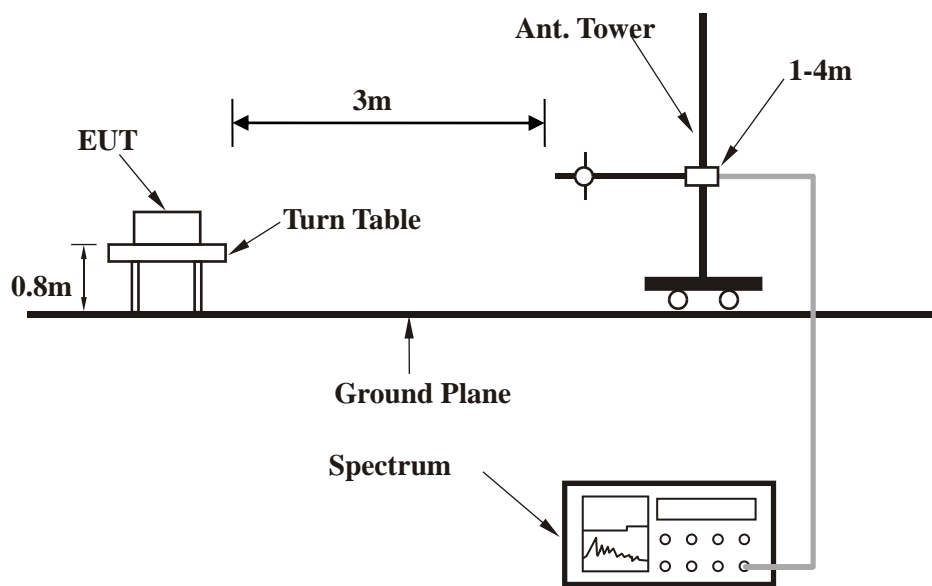 Ant. Tower
1-4m
3m
EUT
Turn Table
0.8m
Ground Plane
Spectrum